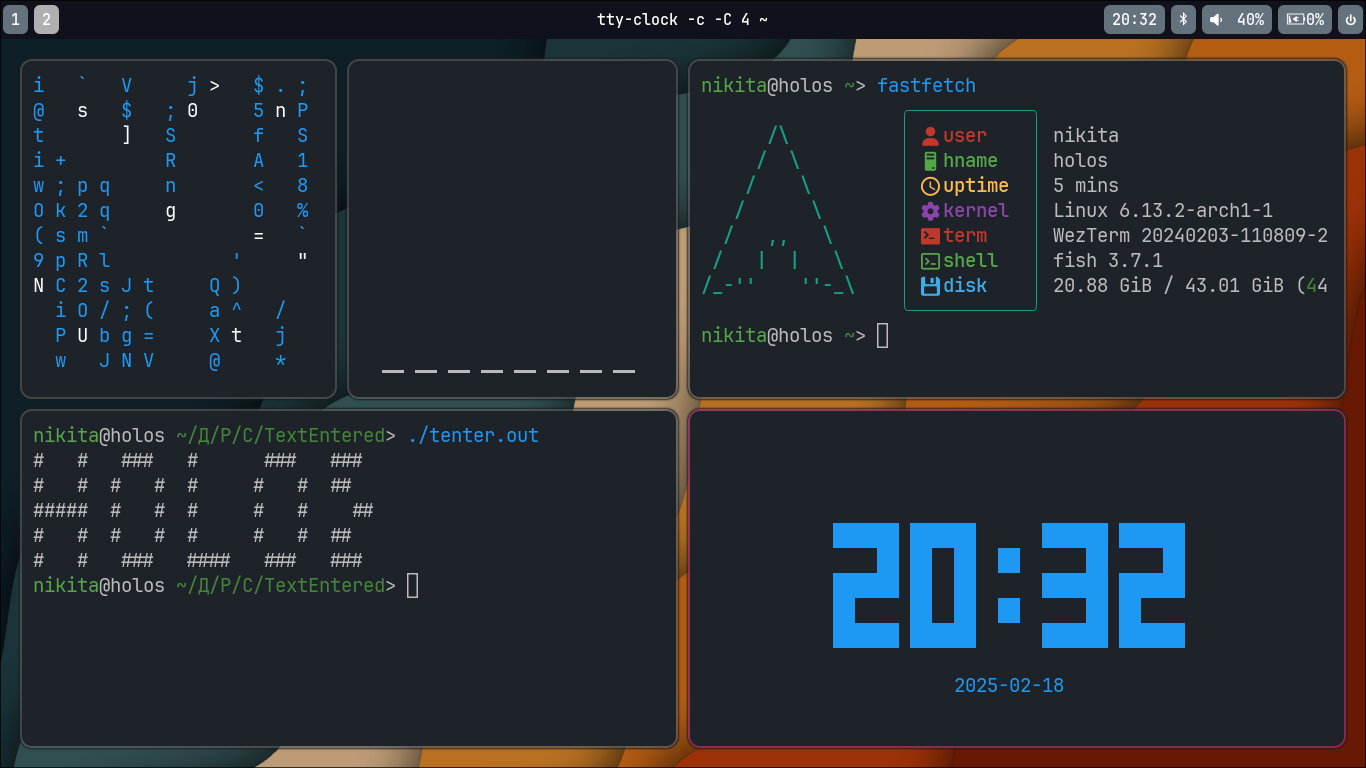 1 2 tty-clock -c -C 4 ~ 20:32 40% 0%
i ` V j > $ . ;
@ s $ ; 0 5 n P
t ] S f S
i + R A 1
w ; p q n < 8
O k 2 q g 0 %
( s m ` = `
9 p R l ' "
N C 2 s J t Q )
i O / ; ( a ^ /
P U b g = X t j
w J N V @ *
nikita@holos ~> fastfetch
user nikita
hname holos
uptime 5 mins
kernel Linux 6.13.2-arch1-1
term WezTerm 20240203-110809-2
shell fish 3.7.1
disk 20.88 GiB / 43.01 GiB (44
nikita@holos ~>
nikita@holos ~/Д/P/C/TextEntered> ./tenter.out
HOLOS
nikita@holos ~/Д/P/C/TextEntered>
20:32
2025-02-18